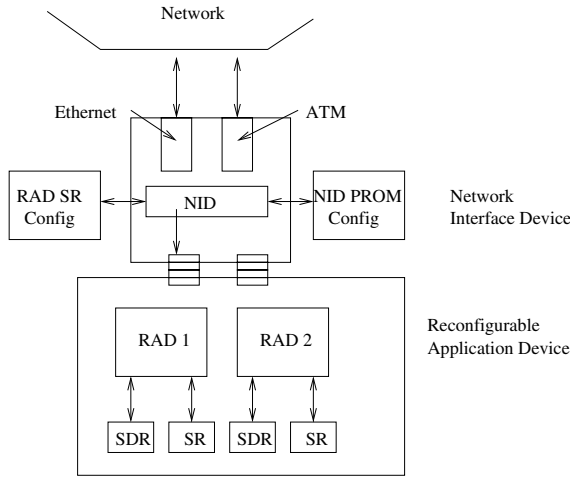 Network
Ethernet
ATM
RAD SR
Config
NID
NID PROM
Config
Network
Interface Device
RAD 1
RAD 2
Reconfigurable
Application Device
SDR
SR
SDR
SR